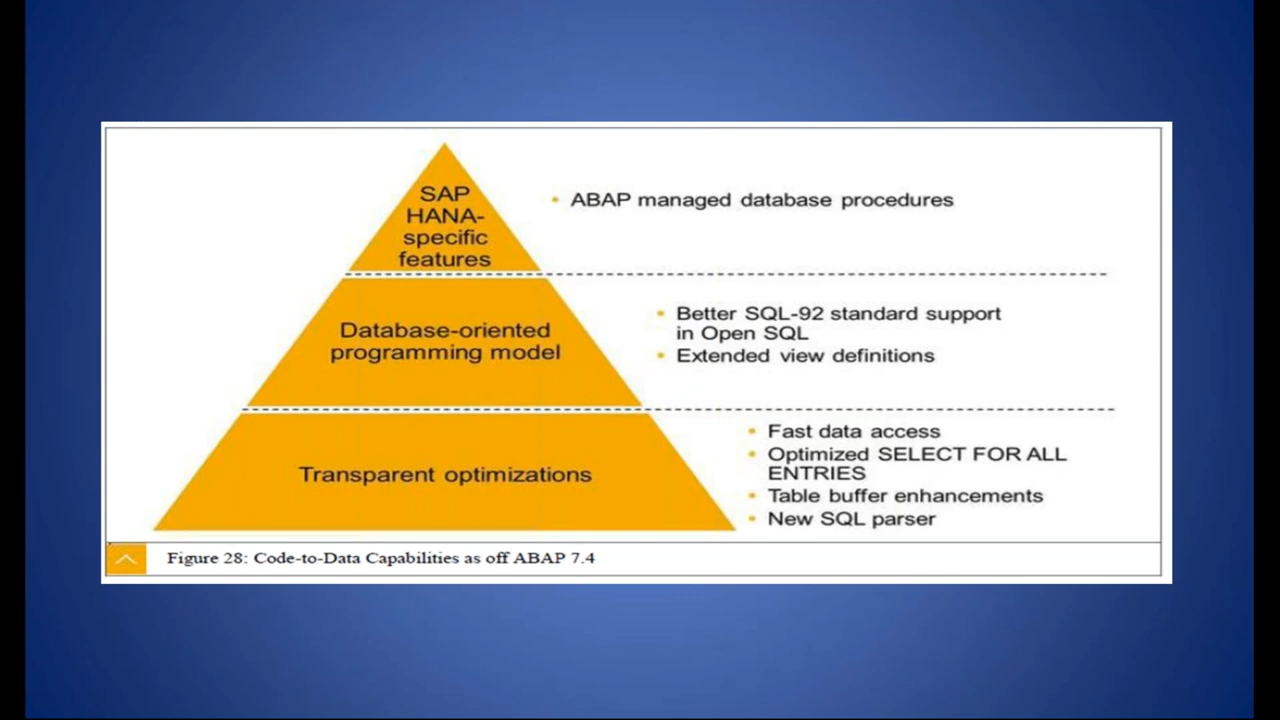 SAP
HANA-
specific
features
• ABAP managed database procedures
Database-oriented
programming model
• Better SQL-92 standard support
in Open SQL
• Extended view definitions
Transparent optimizations
• Fast data access
• Optimized SELECT FOR ALL
ENTRIES
• Table buffer enhancements
• New SQL parser
Figure 28: Code-to-Data Capabilities as off ABAP 7.4